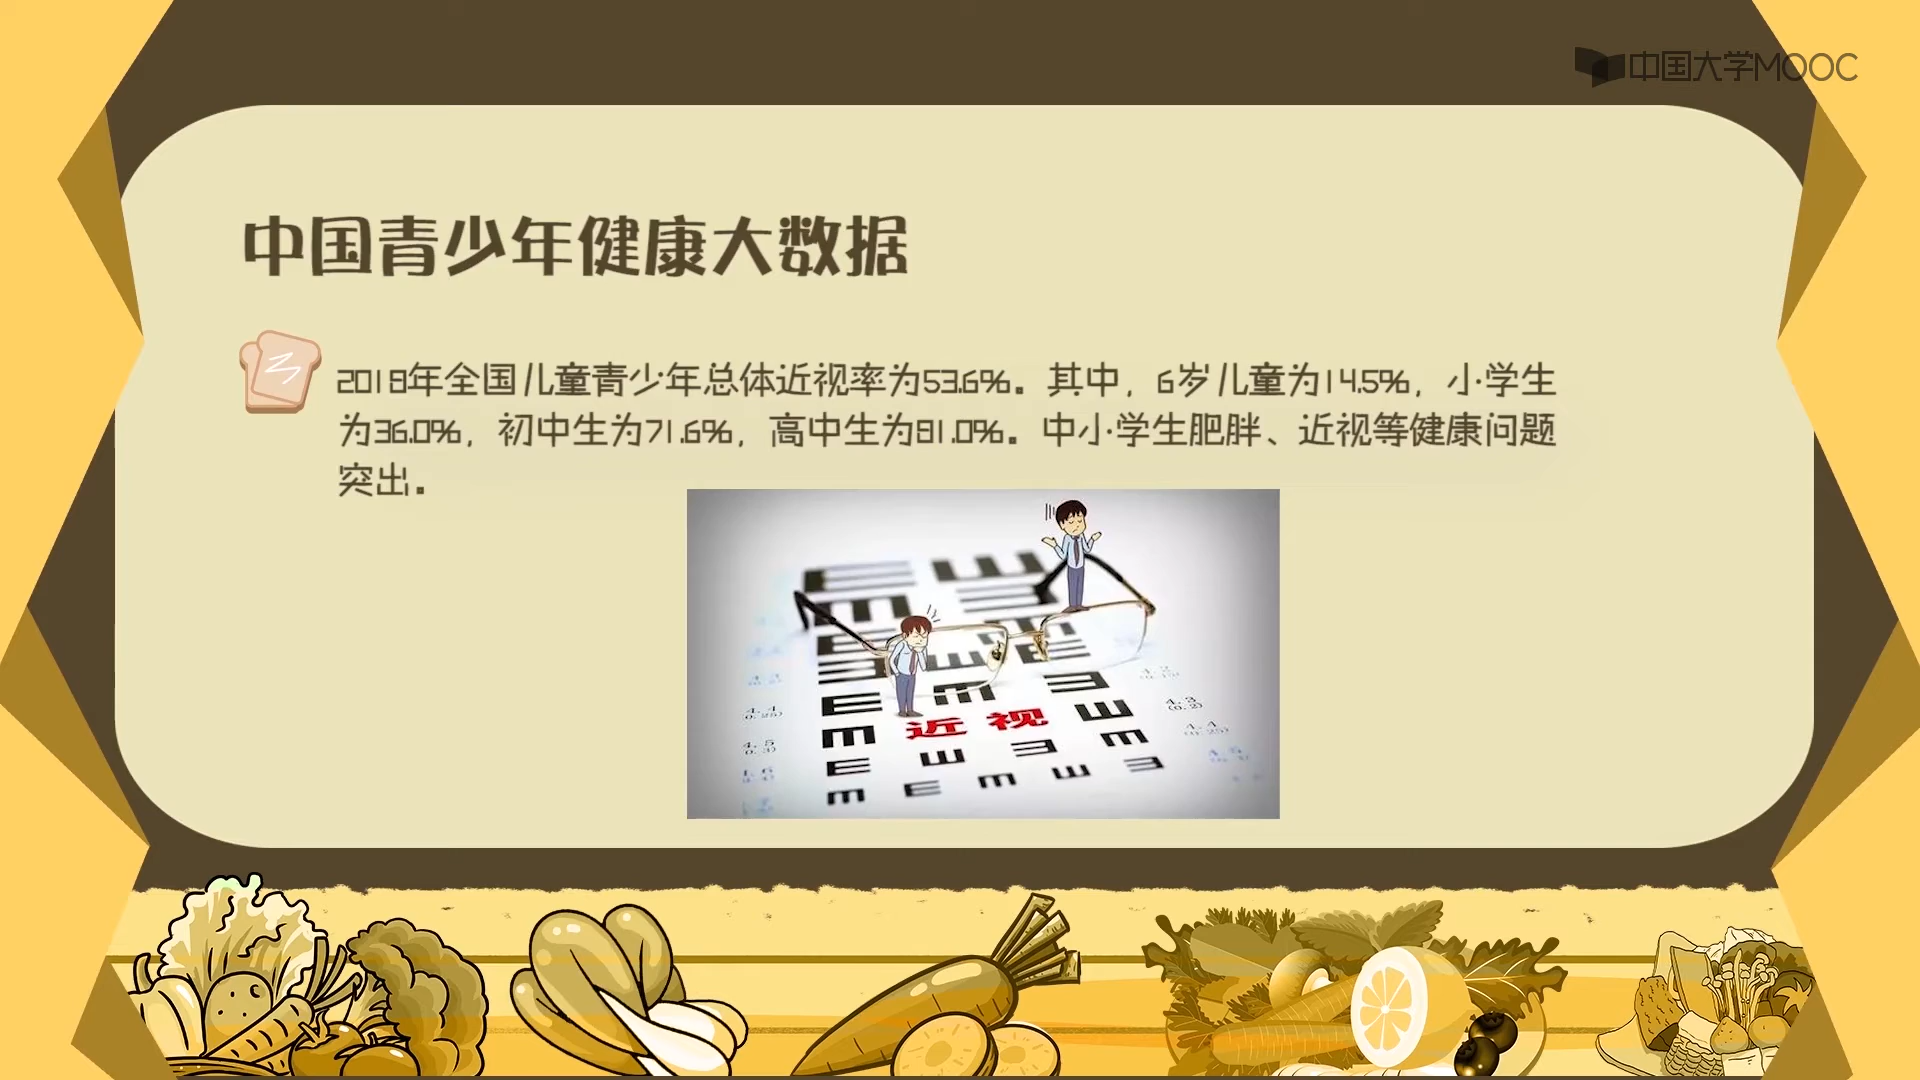 中国大学MOOC
中国青少年健康大数据
2018年全国儿童青少年总体近视率为53.6%。其中，6岁儿童为14.5%，小学生
为36.0%，初中生为71.6%，高中生为81.0%。中小学生肥胖、近视等健康问题
突出。
近视